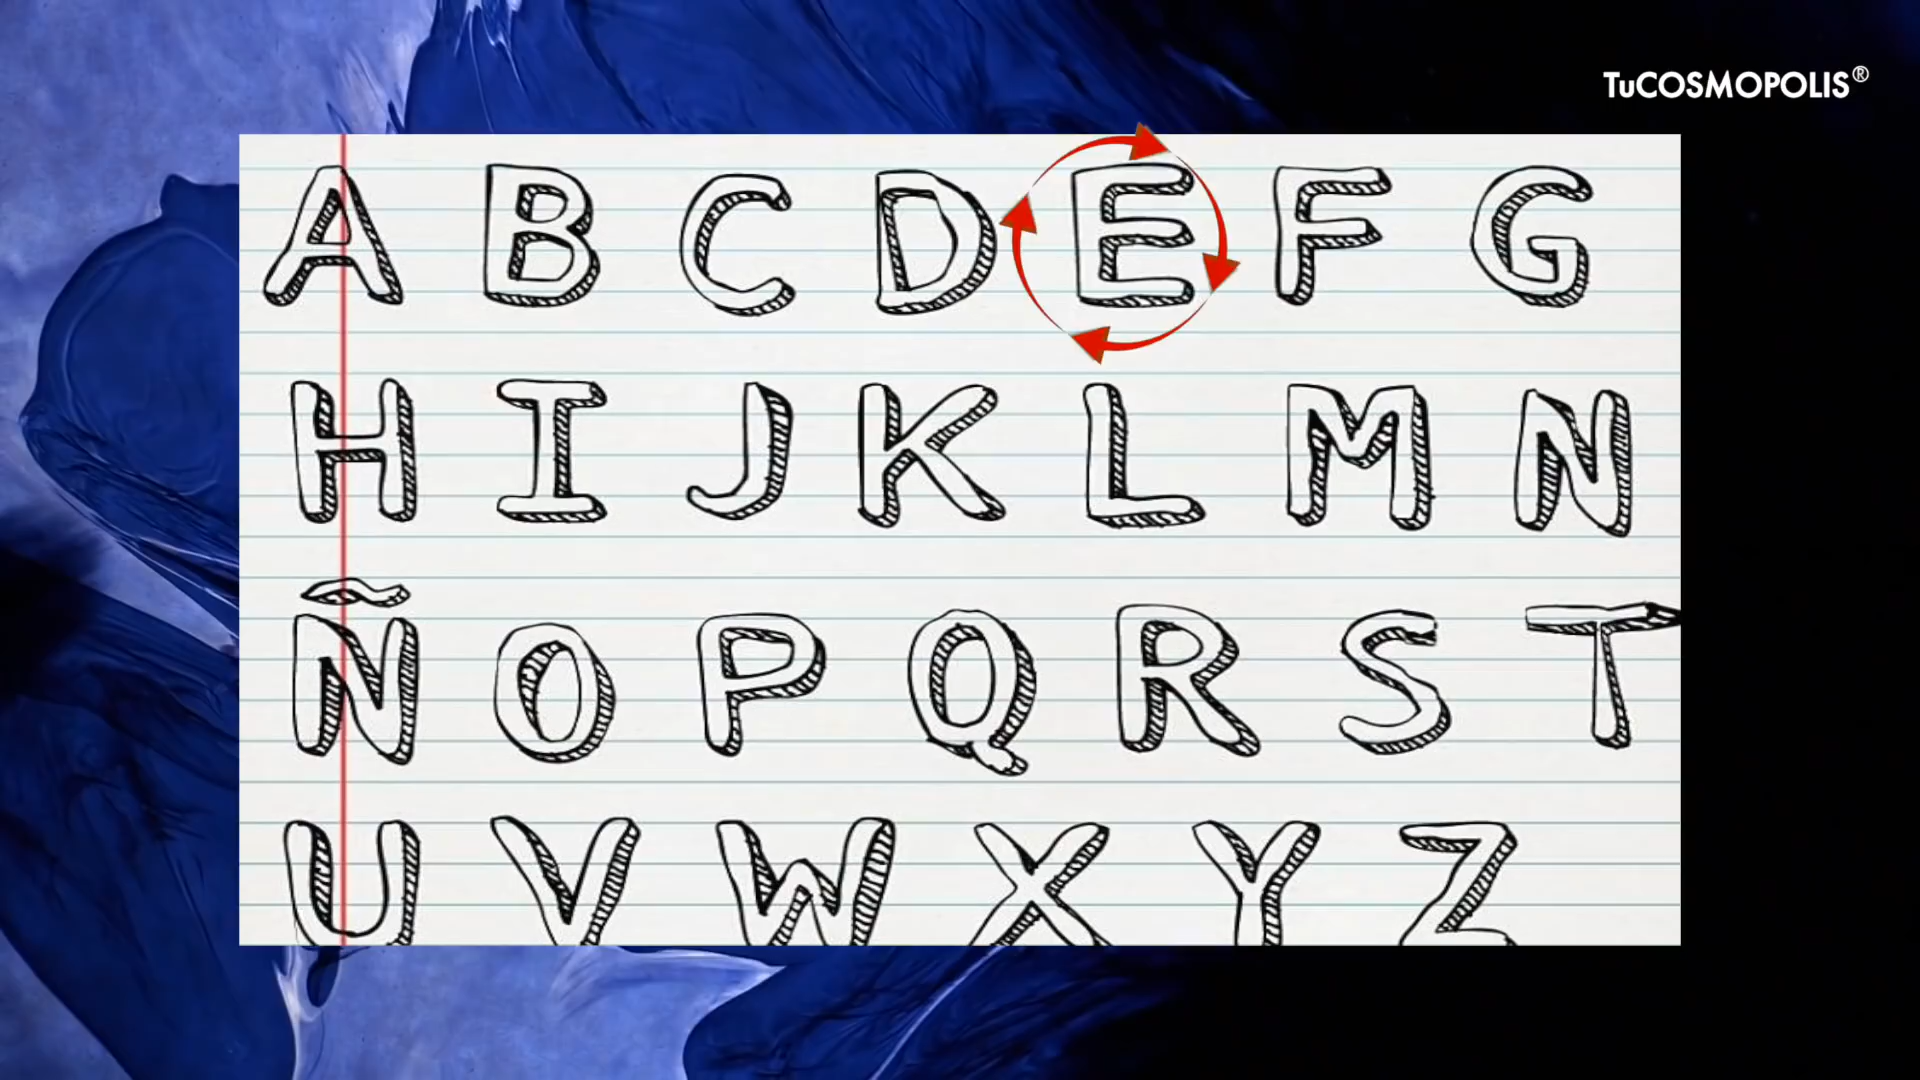 TuCOSMOPOLIS®
A B C D E F G
H I J K L M N
Ñ O P Q R S T
U V W X Y Z